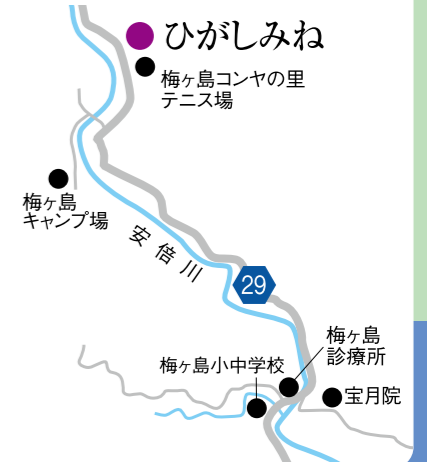 ひがしみね
梅ヶ島コンヤの里
テニス場
梅ヶ島
キャンプ場
安倍川
29
梅ヶ島
診療所
梅ヶ島小中学校
宝月院